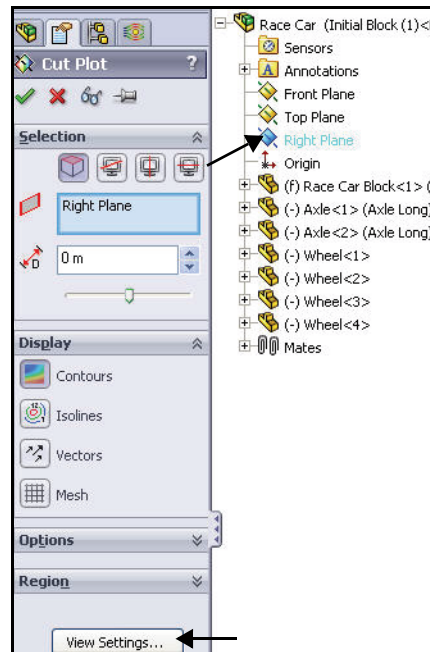 Cut Plot ?
Selection
Right Plane
D
0 m
Display
Contours
Isolines
Vectors
Mesh
Options
Region
View Settings...
Race Car (Initial Block (1)<
Sensors
A Annotations
Front Plane
Top Plane
Right Plane
Origin
(f) Race Car Block<1> (
(-) Axle<1> (Axle Long)
(-) Axle<2> (Axle Long)
(-) Wheel<1>
(-) Wheel<2>
(-) Wheel<3>
(-) Wheel<4>
Mates